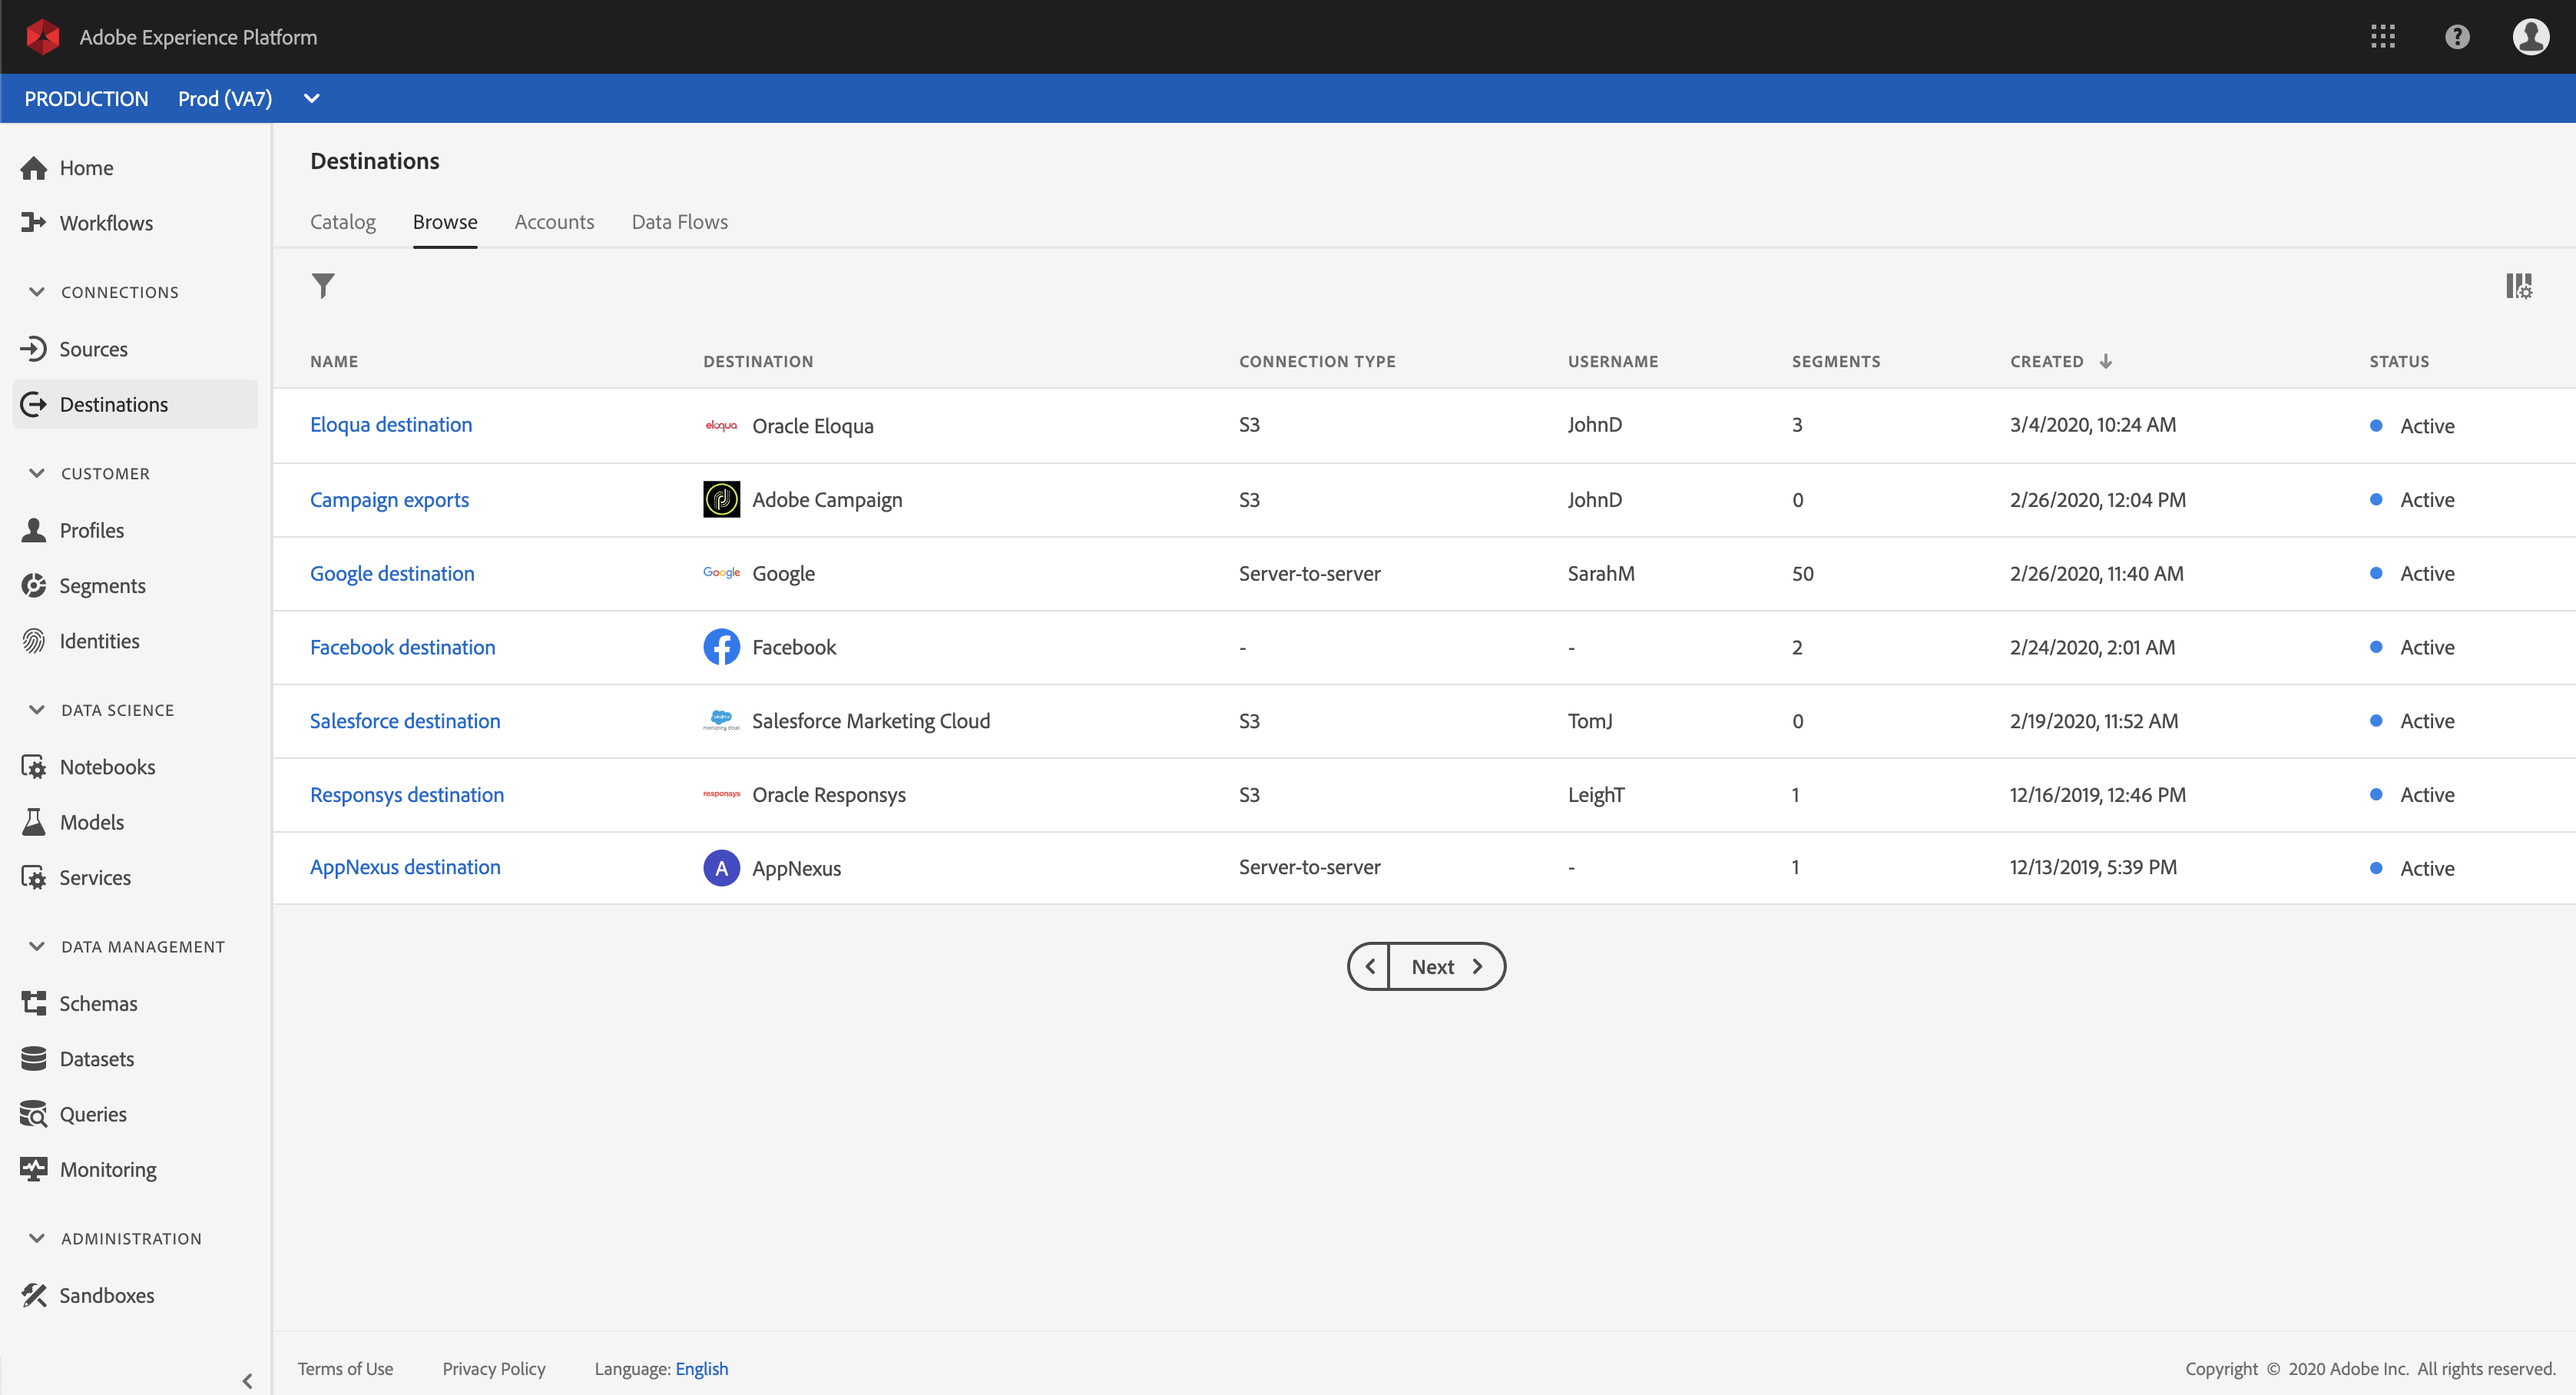 Adobe Experience Platform
PRODUCTION Prod (VA7)
Home
Workflows
CONNECTIONS
Sources
Destinations
CUSTOMER
Profiles
Segments
Identities
DATA SCIENCE
Notebooks
Models
Services
DATA MANAGEMENT
Schemas
Datasets
Queries
Monitoring
ADMINISTRATION
Sandboxes
Destinations
Catalog Browse Accounts Data Flows
NAME DESTINATION CONNECTION TYPE USERNAME SEGMENTS CREATED STATUS
Eloqua destination eloqua Oracle Eloqua S3 JohnD 3 3/4/2020, 10:24 AM Active
Campaign exports Adobe Campaign S3 JohnD 0 2/26/2020, 12:04 PM Active
Google destination Google Google Server-to-server SarahM 50 2/26/2020, 11:40 AM Active
Facebook destination Facebook - - 2 2/24/2020, 2:01 AM Active
Salesforce destination Salesforce Marketing Cloud S3 TomJ 0 2/19/2020, 11:52 AM Active
Responsys destination responsys Oracle Responsys S3 LeighT 1 12/16/2019, 12:46 PM Active
AppNexus destination A AppNexus Server-to-server - 1 12/13/2019, 5:39 PM Active
Next
Terms of Use Privacy Policy Language: English Copyright © 2020 Adobe Inc. All rights reserved.